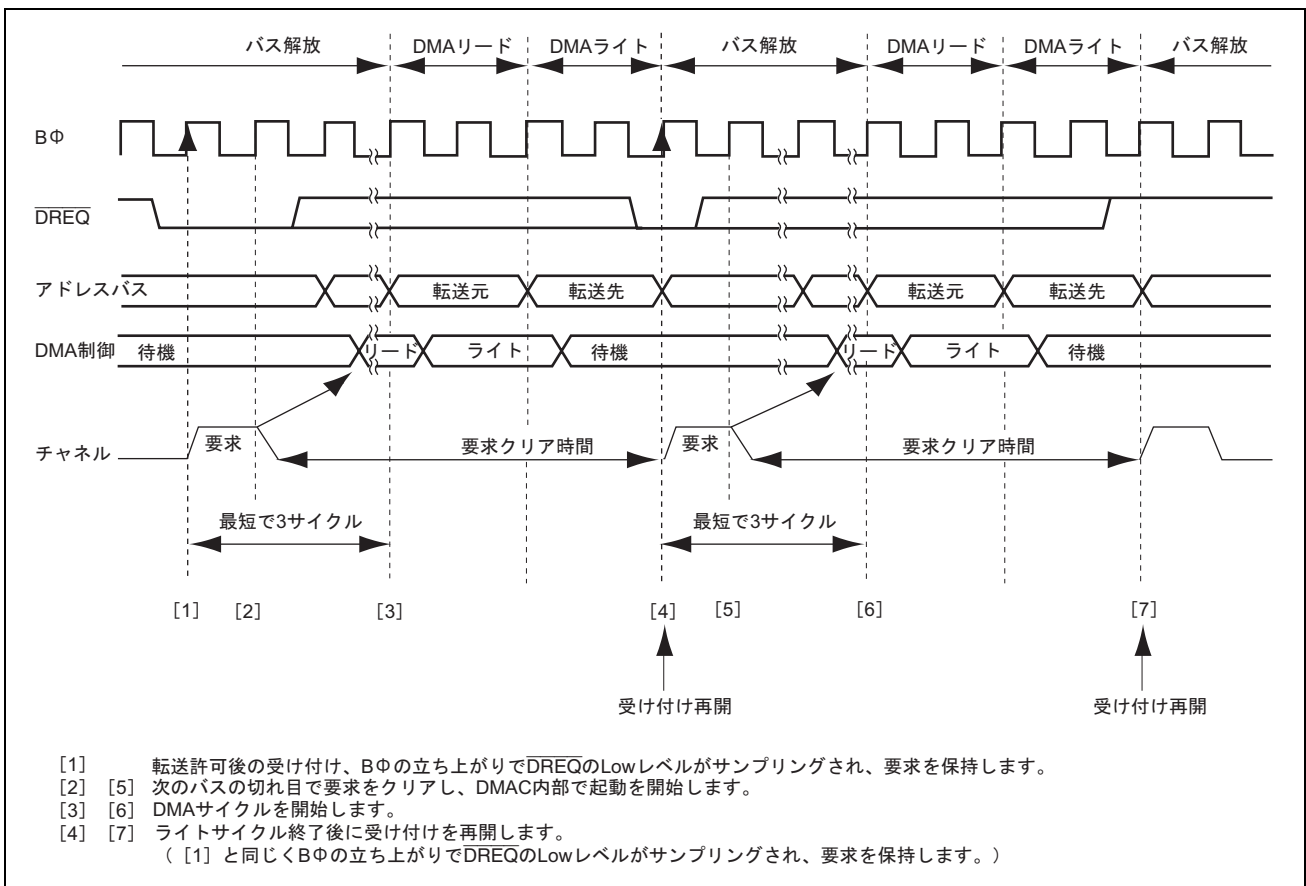 バス解放 DMAリード DMAライト バス解放 DMAリード DMAライト バス解放
BΦ
DREQ
アドレスバス 転送元 転送先 転送元 転送先
DMA制御 待機 リード ライト 待機 リード ライト 待機
チャネル 要求 要求クリア時間 要求 要求クリア時間
最短で3サイクル 最短で3サイクル
[1] [2] [3] [4] [5] [6] [7]
受け付け再開 受け付け再開
[1] 転送許可後の受け付け、BΦの立ち上がりでDREQのLowレベルがサンプリングされ、要求を保持します。
[2] [5] 次のバスの切れ目で要求をクリアし、DMAC内部で起動を開始します。
[3] [6] DMAサイクルを開始します。
[4] [7] ライトサイクル終了後に受け付けを再開します。
([1]と同じくBΦの立ち上がりでDREQのLowレベルがサンプリングされ、要求を保持します。)